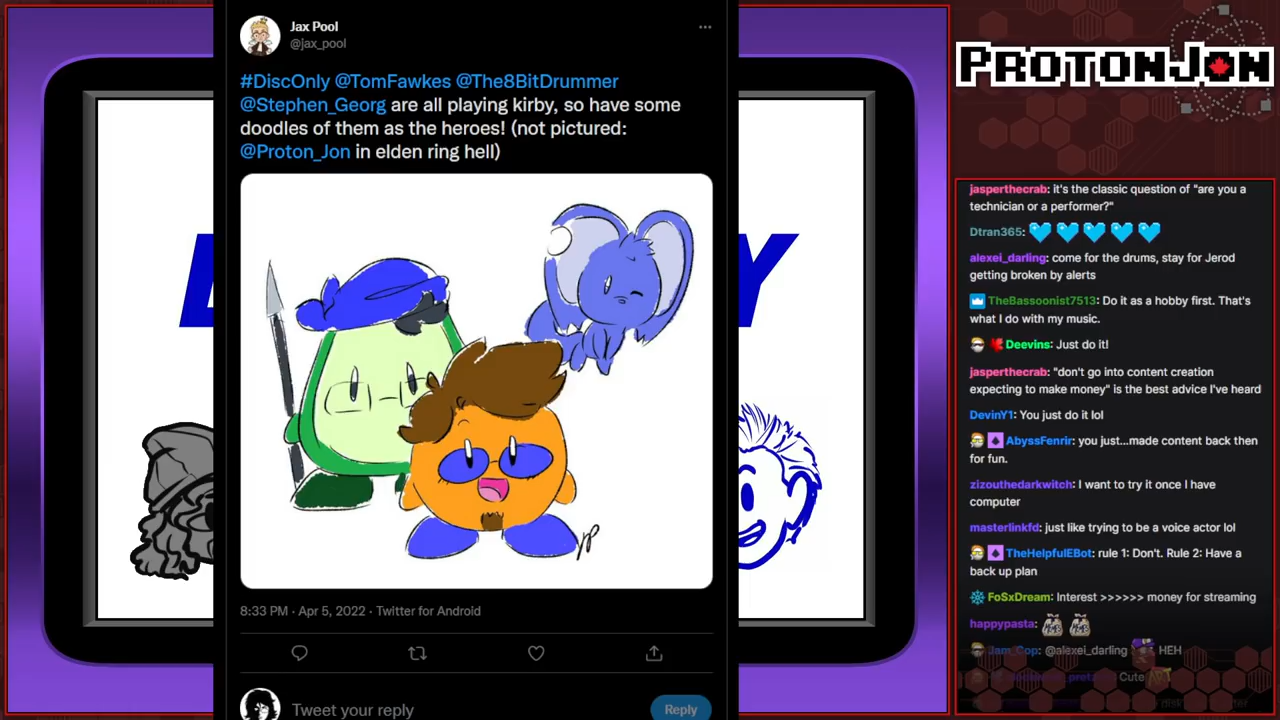 Jax Pool
@jax_pool
#DiscOnly @TomFawkes @The8BitDrummer
@Stephen_Georg are all playing kirby, so have some
doodles of them as the heroes! (not pictured:
@Proton_Jon in elden ring hell)
JP
8:33 PM · Apr 5, 2022 · Twitter for Android
Tweet your reply
Reply
Y
PROTONJON
jasperthecrab: it's the classic question of "are you a
technician or a performer?"
Dtran365:
alexei_darling: come for the drums, stay for Jerod
getting broken by alerts
TheBassoonist7513: Do it as a hobby first. That's
what I do with my music.
Deevins: Just do it!
jasperthecrab: "don't go into content creation
expecting to make money" is the best advice I've heard
DevinY1: You just do it lol
AbyssFenrir: you just...made content back then
for fun.
zizouthedarkwitch: I want to try it once I have
computer
masterlinkfd: just like trying to be a voice actor lol
TheHelpfulEBot: rule 1: Don't. Rule 2: Have a
back up plan
FoSxDream: Interest >>>>>> money for streaming
happypasta:
Jam_Cop: @alexei_darling HEH
Cute